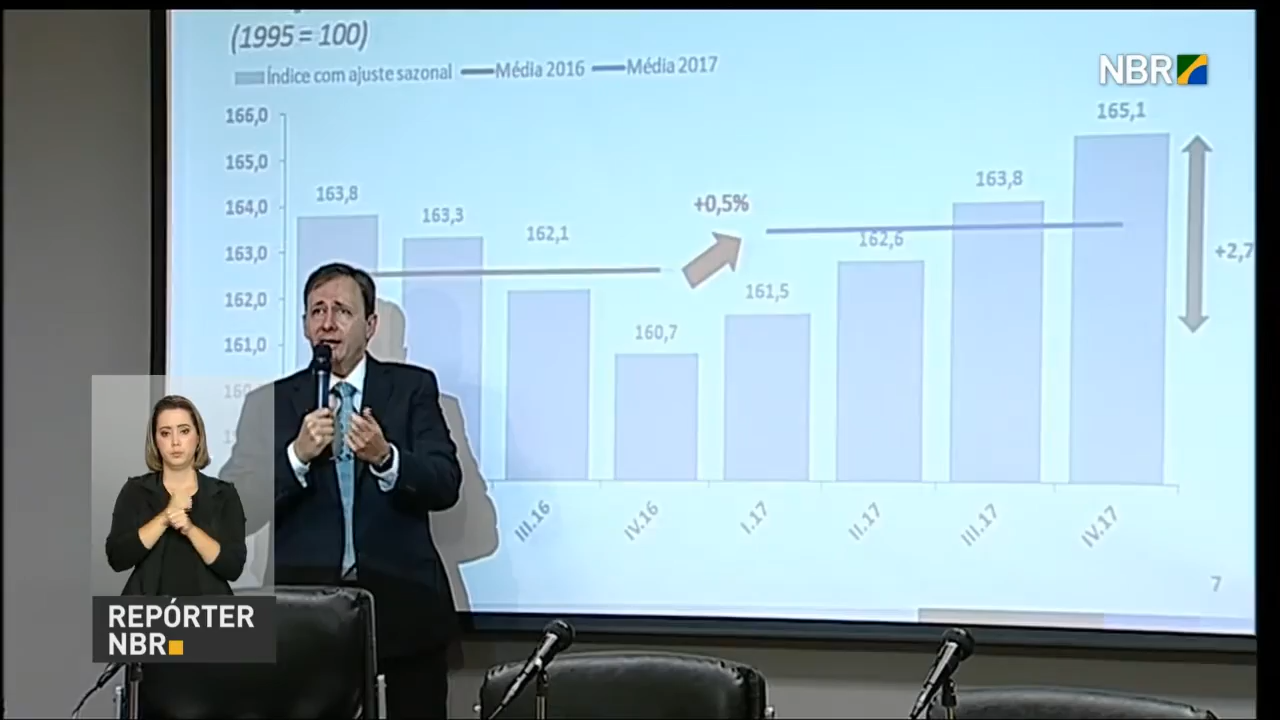 (1995 = 100)
Índice com ajuste sazonal Média 2016 Média 2017
NBR
166,0
165,0
164,0
163,0
162,0
161,0
160
163,8
163,3
162,1
160,7
161,5
162,6
163,8
165,1
+0,5%
+2,7
III.16
IV.16
I.17
II.17
III.17
IV.17
7
REPÓRTER
NBR